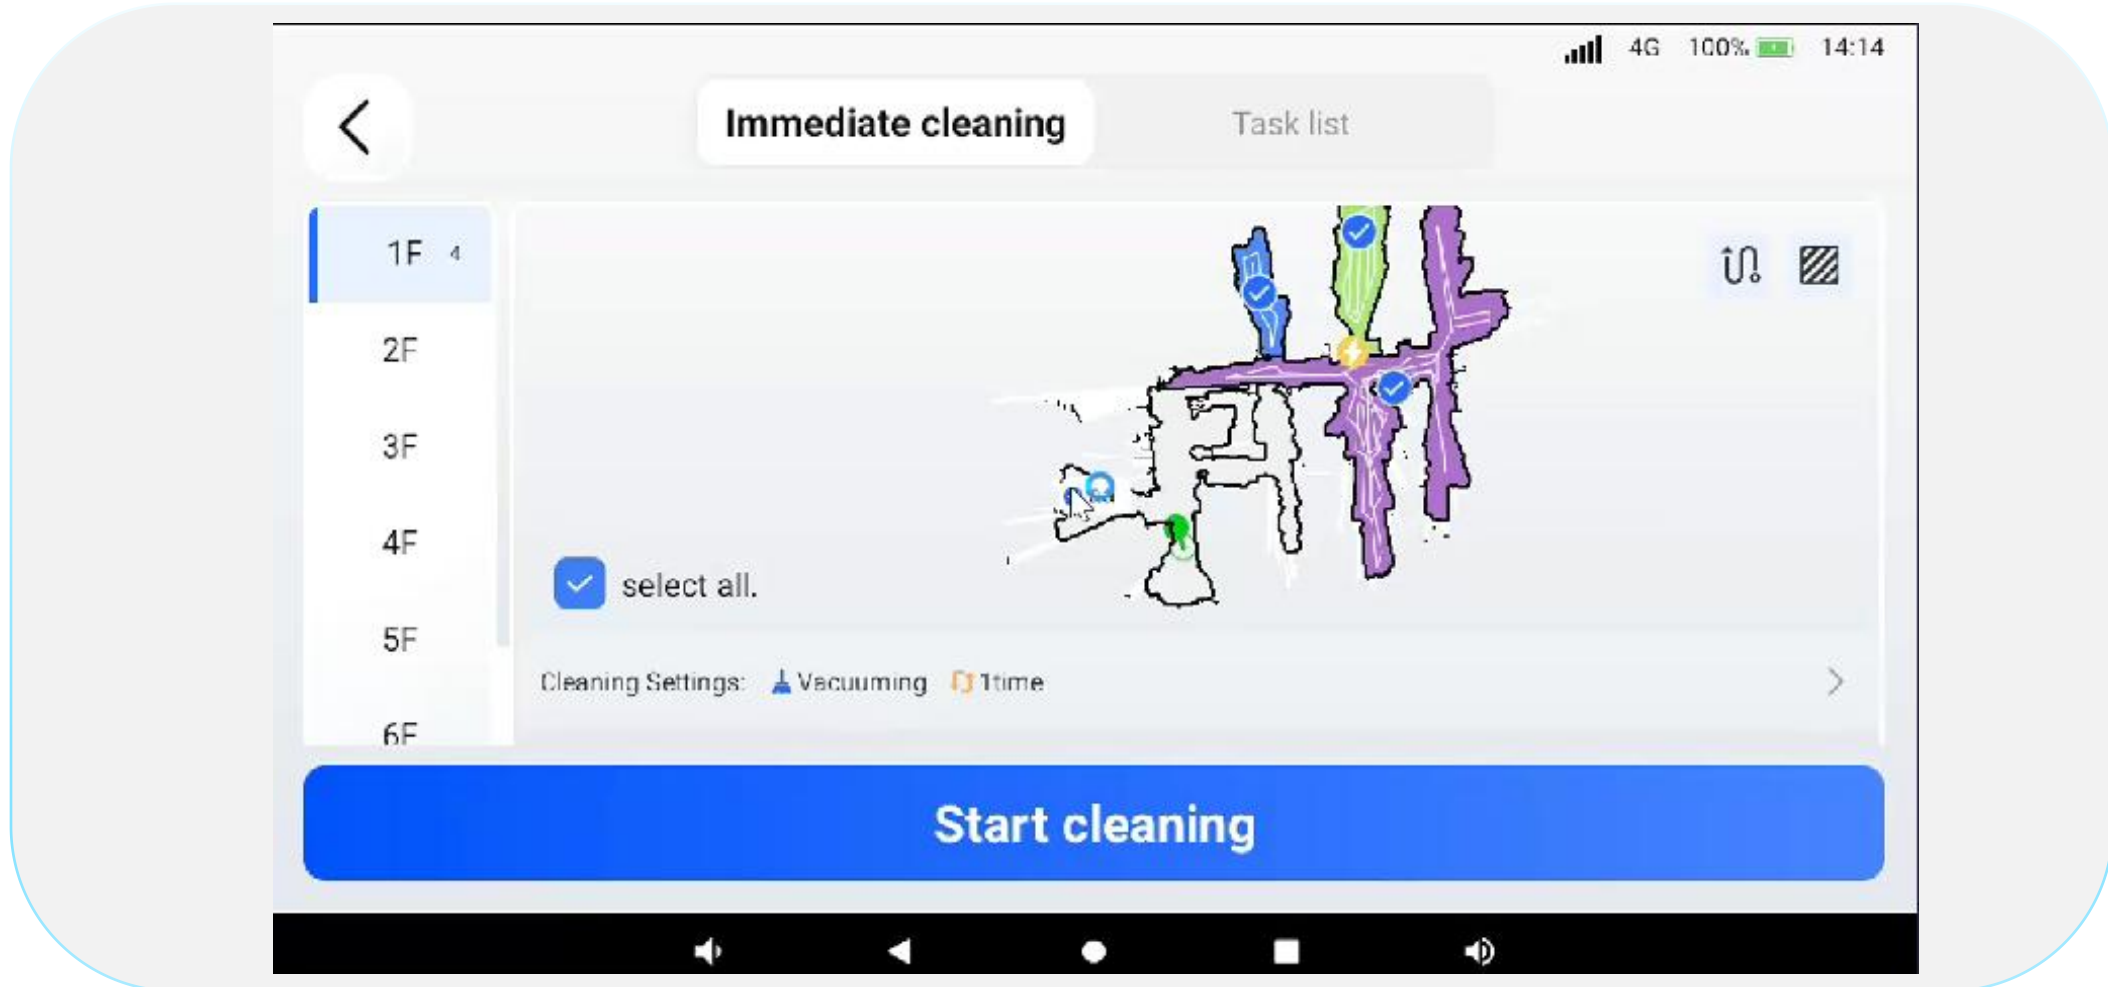 4G 100% 14:14
Immediate cleaning Task list
1F 4
2F
3F
4F
5F
6F
select all.
Cleaning Settings: Vacuuming 1time
Start cleaning